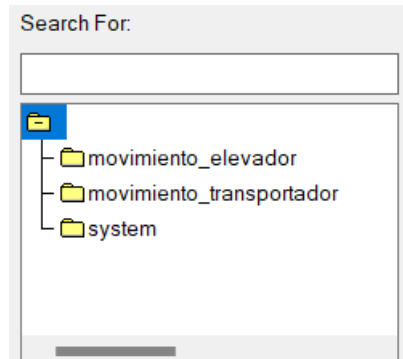 Search For:
movimiento_elevador
movimiento_transportador
system